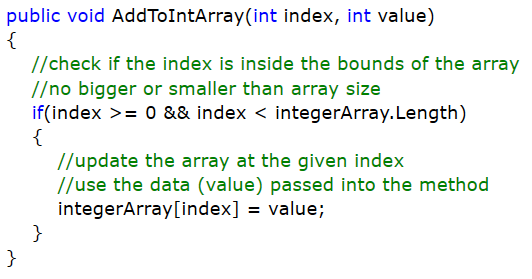 public void AddToIntArray(int index, int value)
{
//check if the index is inside the bounds of the array
//no bigger or smaller than array size
if(index >= 0 && index < integerArray.Length)
{
//update the array at the given index
//use the data (value) passed into the method
integerArray[index] = value;
}
}